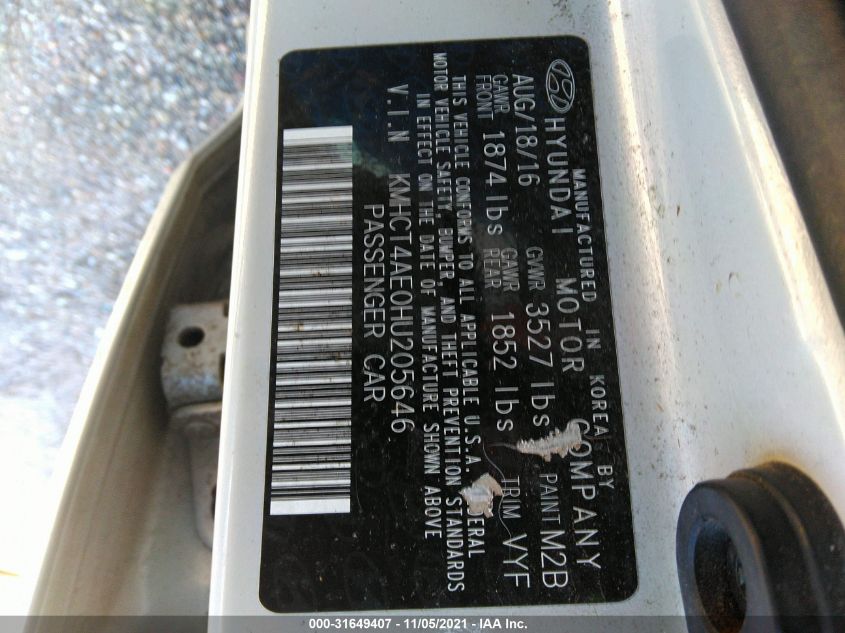 MANUFACTURED IN KOREA BY
HYUNDAI MOTOR COMPANY
AUG/18/16 GVWR 3527 lbs PAINT M2B
GAWR FRONT 1874 lbs GAWR REAR 1852 lbs TRIM VYF
THIS VEHICLE CONFORMS TO ALL APPLICABLE U.S.A. ERAL
MOTOR VEHICLE SAFETY, BUMPER, AND THEFT PREVENTION STANDARDS
IN EFFECT ON THE DATE OF MANUFACTURE SHOWN ABOVE
V.I.N KMHCT4AE0HU205646
PASSENGER CAR
000-31649407 - 11/05/2021 - IAA Inc.